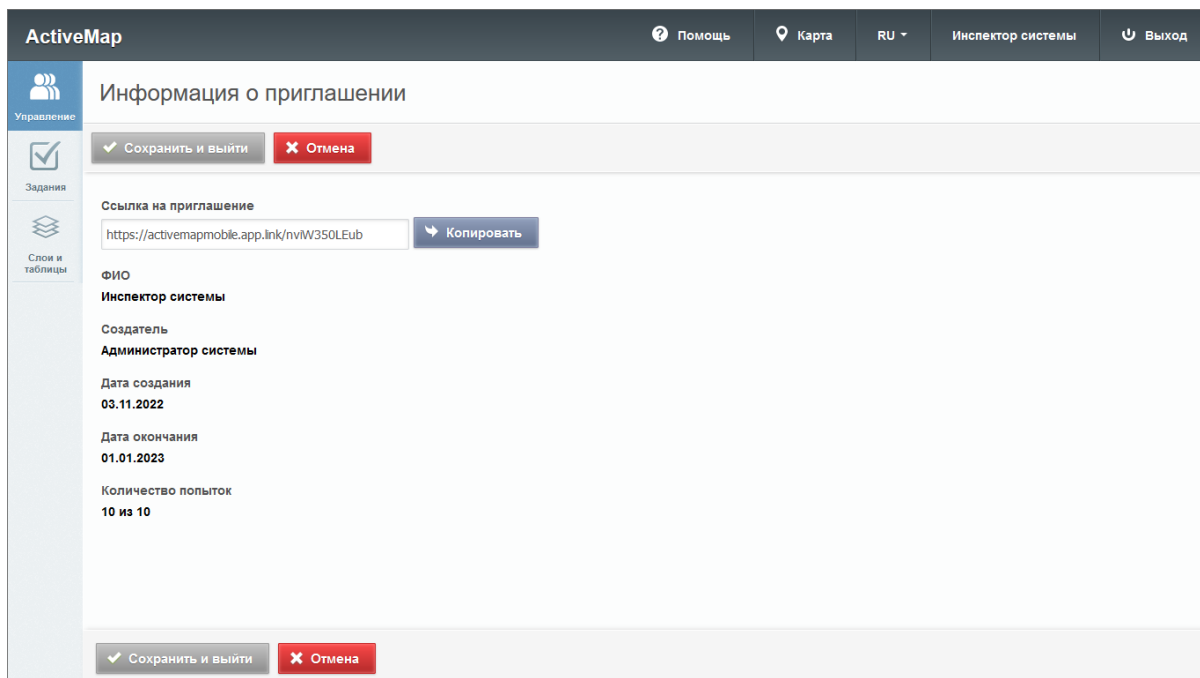 ActiveMap
Помощь
Карта
RU
Инспектор системы
Выход
Управление
Задания
Слои и
таблицы
Информация о приглашении
Сохранить и выйти
Отмена
Ссылка на приглашение
https://activemapmobile.app.link/nviW350LEub
Копировать
ФИО
Инспектор системы
Создатель
Администратор системы
Дата создания
03.11.2022
Дата окончания
01.01.2023
Количество попыток
10 из 10
Сохранить и выйти
Отмена